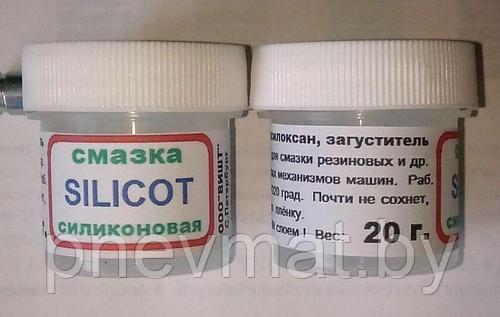 смазка
SILICOT
силиконовая
ООО"ВИШТ"
С.Петербург
силоксан, загуститель
для смазки резиновых и др.
механизмов машин. Раб.
220 град. Почти не сохнет,
плёнку.
слоем! Вес: 20 г.
pnevmat.by